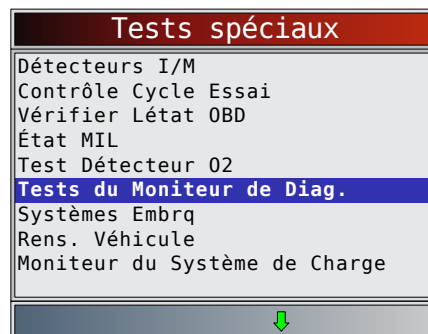 Tests spéciaux
Détecteurs I/M
Contrôle Cycle Essai
Vérifier Létat OBD
État MIL
Test Détecteur O2
Tests du Moniteur de Diag.
Systèmes Embrq
Rens. Véhicule
Moniteur du Système de Charge